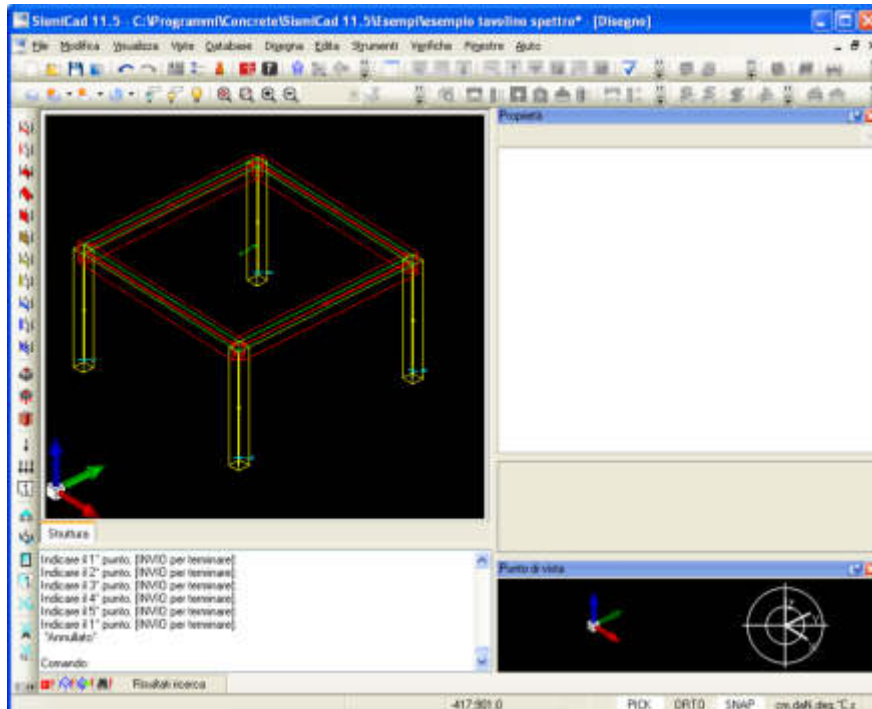 SismiCad 11.5 - C:\Programmi\Concrete\SismiCad 11.5\Esempi\esempio tavolino spettro* - [Disegno]
File Modifica Visualizza Viste Database Disegna Edita Strumenti Verifiche Finestre Aiuto
Proprietà
Struttura
Indicare il 1° punto, [INVIO per terminare]:
Indicare il 2° punto, [INVIO per terminare]:
Indicare il 3° punto, [INVIO per terminare]:
Indicare il 4° punto, [INVIO per terminare]:
Indicare il 5° punto, [INVIO per terminare]:
Indicare il 1° punto, [INVIO per terminare]:
"Annullato"
Comando:
Punto di vista
Risultati ricerca
PICK ORTO SNAP